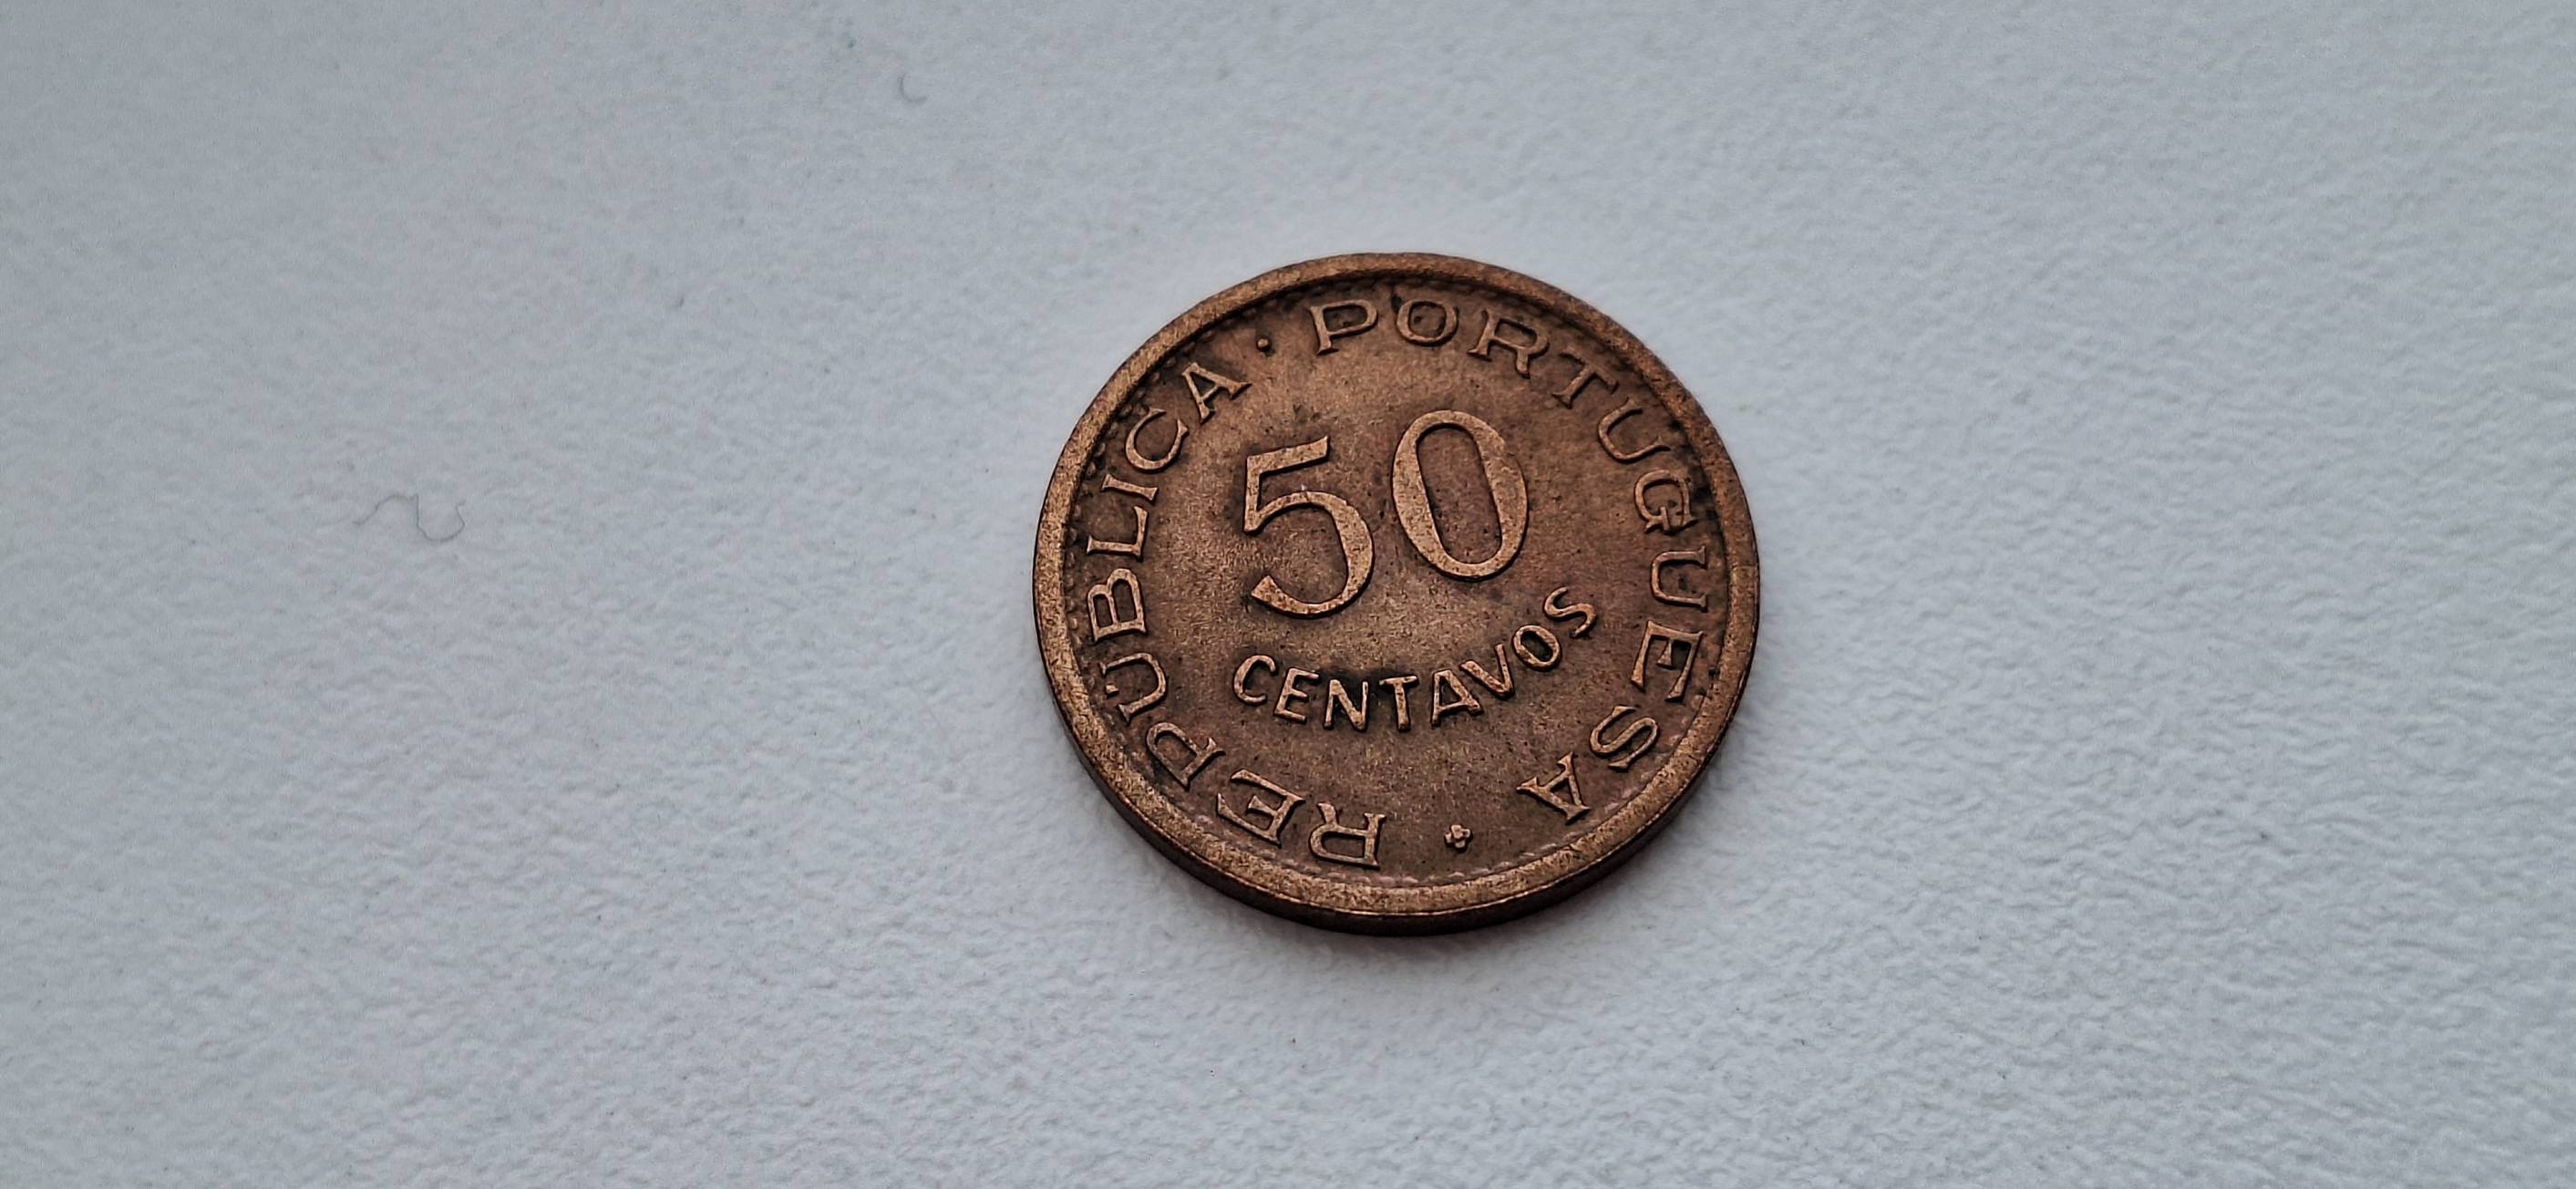 REPÚBLICA · PORTUGUESA
50
CENTAVOS